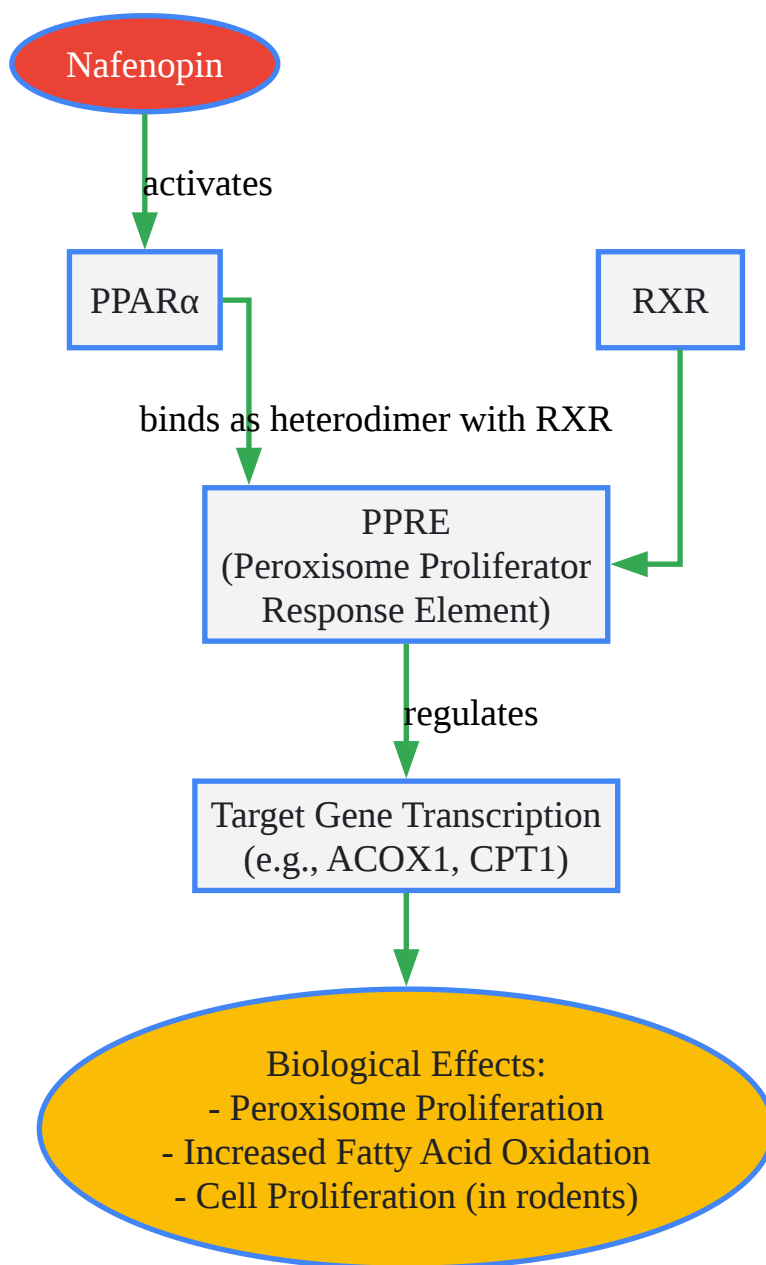 Nafenopin
activates
PPARα
RXR
binds as heterodimer with RXR
PPRE
(Peroxisome Proliferator
Response Element)
regulates
Target Gene Transcription
(e.g., ACOX1, CPT1)
Biological Effects:
- Peroxisome Proliferation
- Increased Fatty Acid Oxidation
- Cell Proliferation (in rodents)